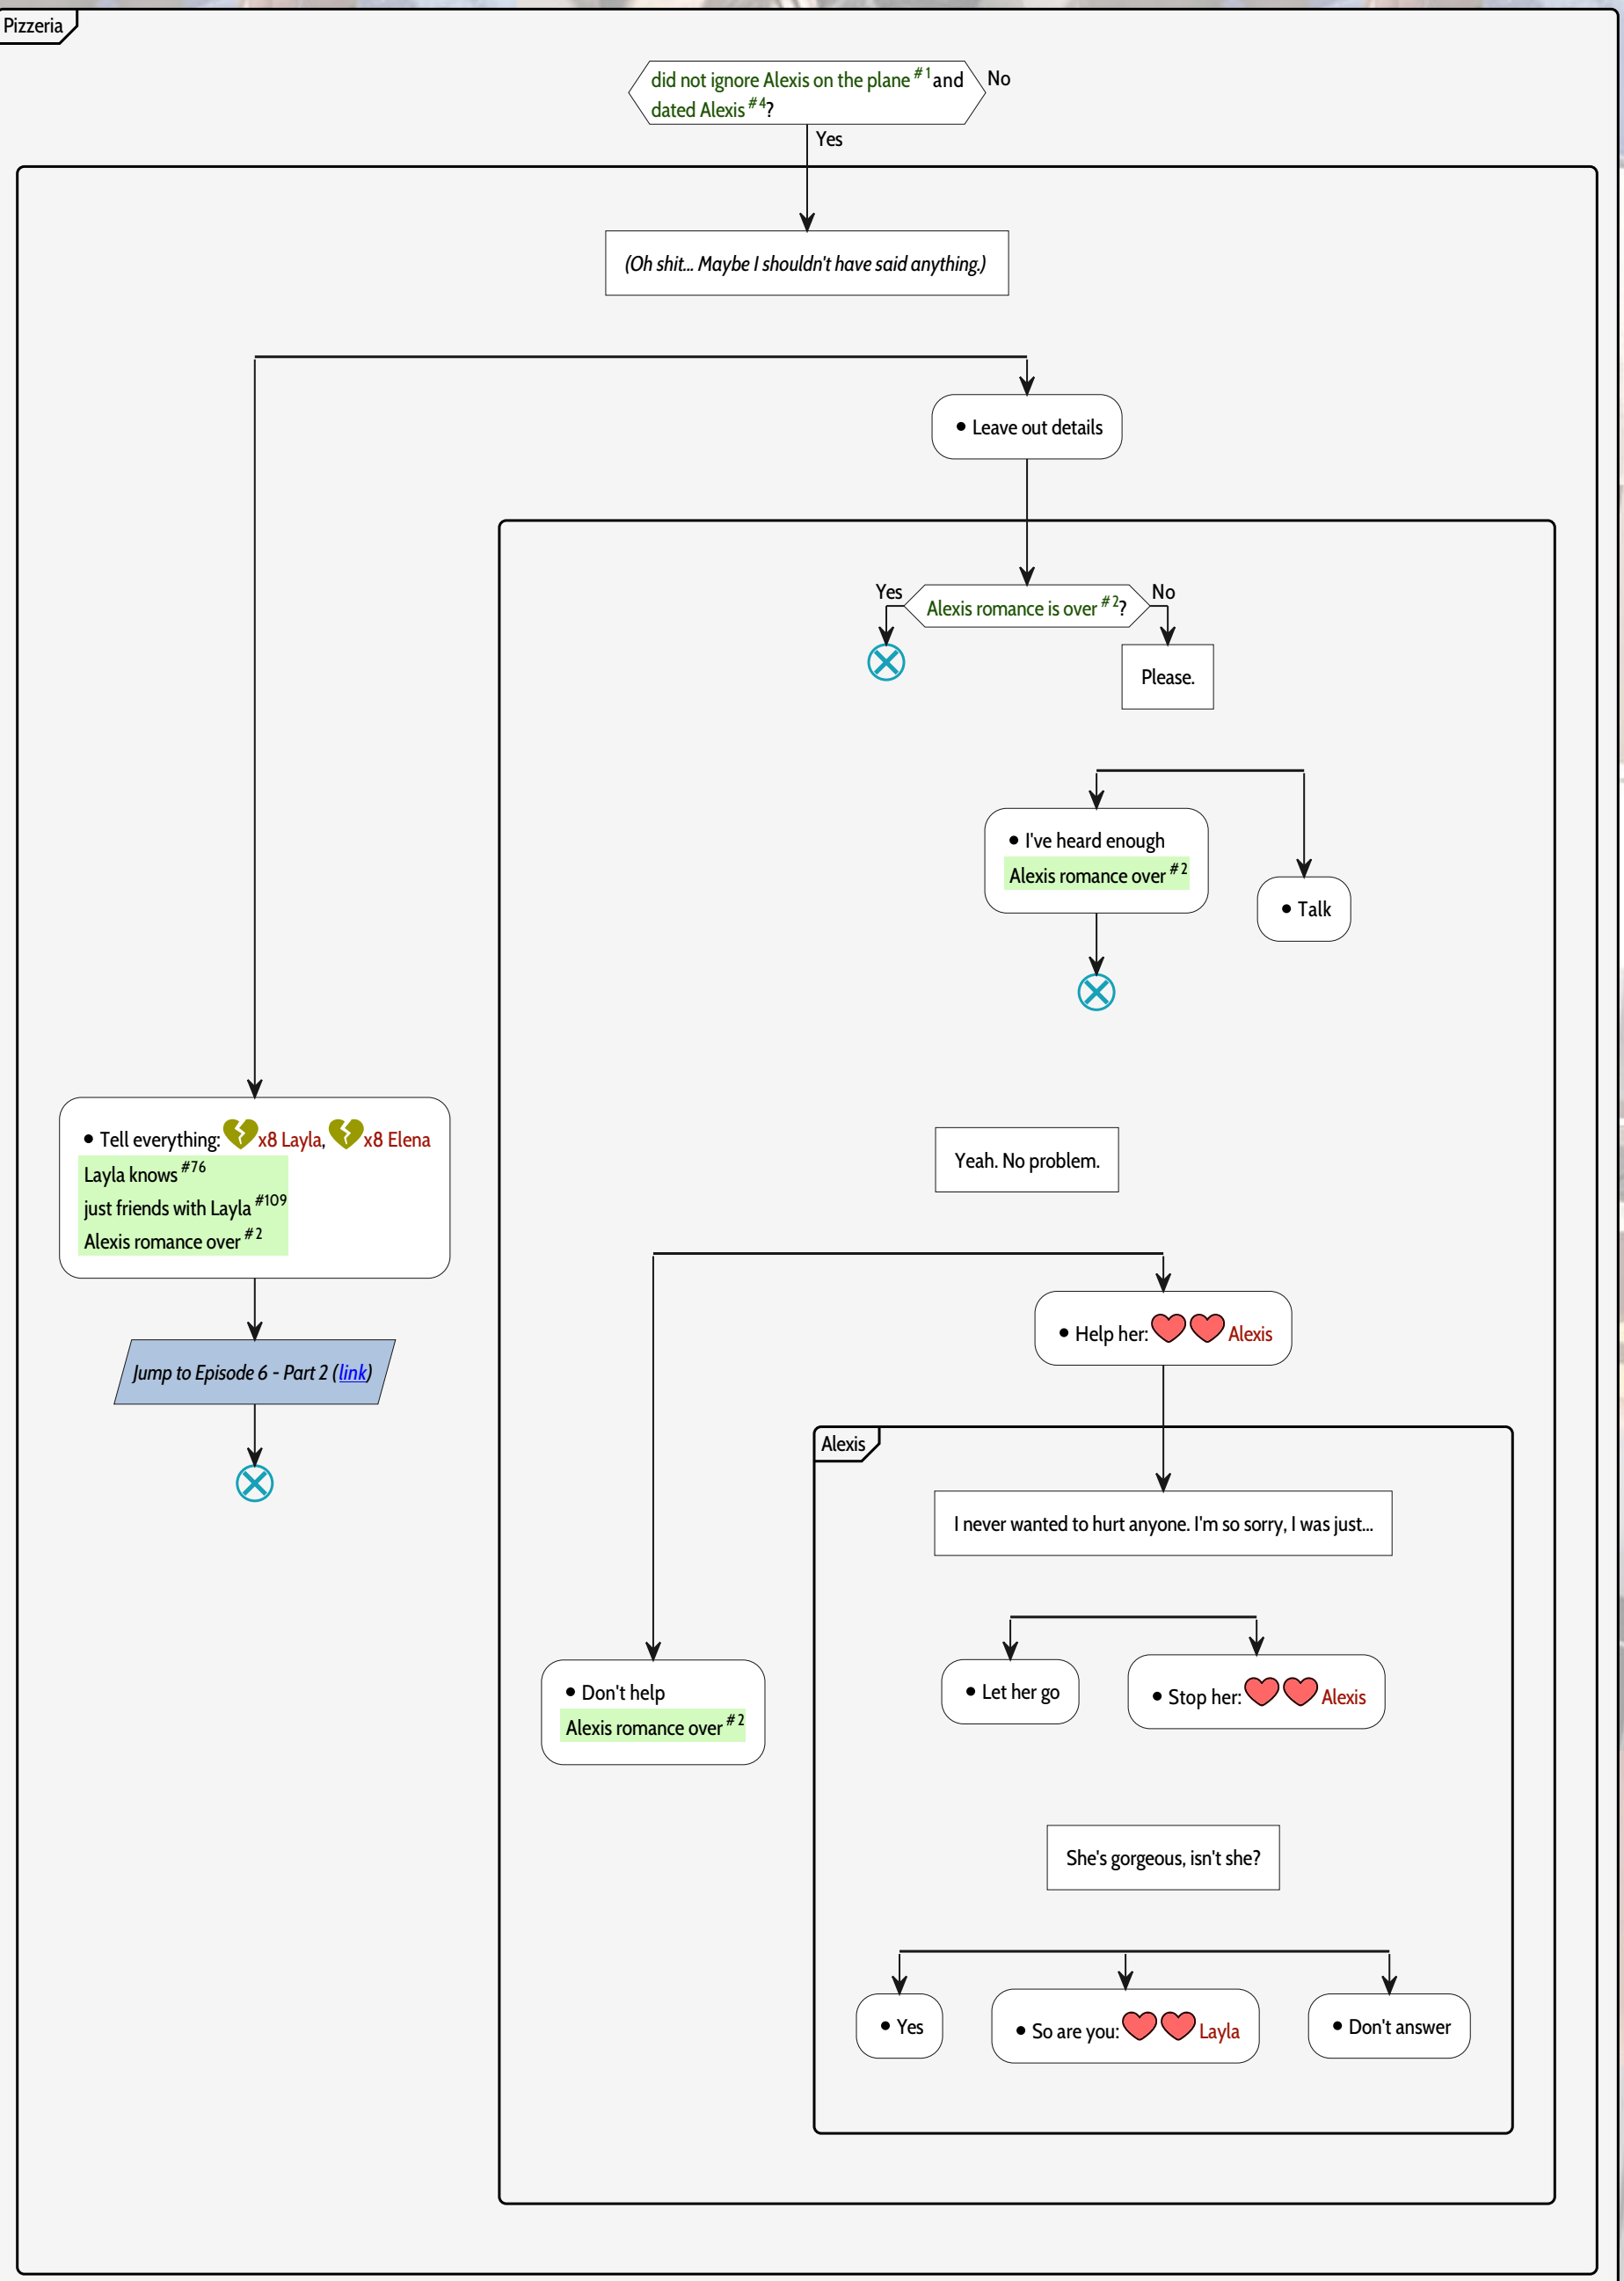 Pizzeria
did not ignore Alexis on the plane #1 and
dated Alexis #4?
No
Yes
(Oh shit... Maybe I shouldn't have said anything.)
• Leave out details
Yes
Alexis romance is over #2?
No
Please.
• I've heard enough
Alexis romance over #2
• Talk
• Tell everything: x8 Layla, x8 Elena
Layla knows #76
just friends with Layla #109
Alexis romance over #2
Yeah. No problem.
• Help her: Alexis
Jump to Episode 6 - Part 2 (link)
Alexis
I never wanted to hurt anyone. I'm so sorry, I was just...
• Let her go
• Stop her: Alexis
• Don't help
Alexis romance over #2
She's gorgeous, isn't she?
• Yes
• So are you: Layla
• Don't answer